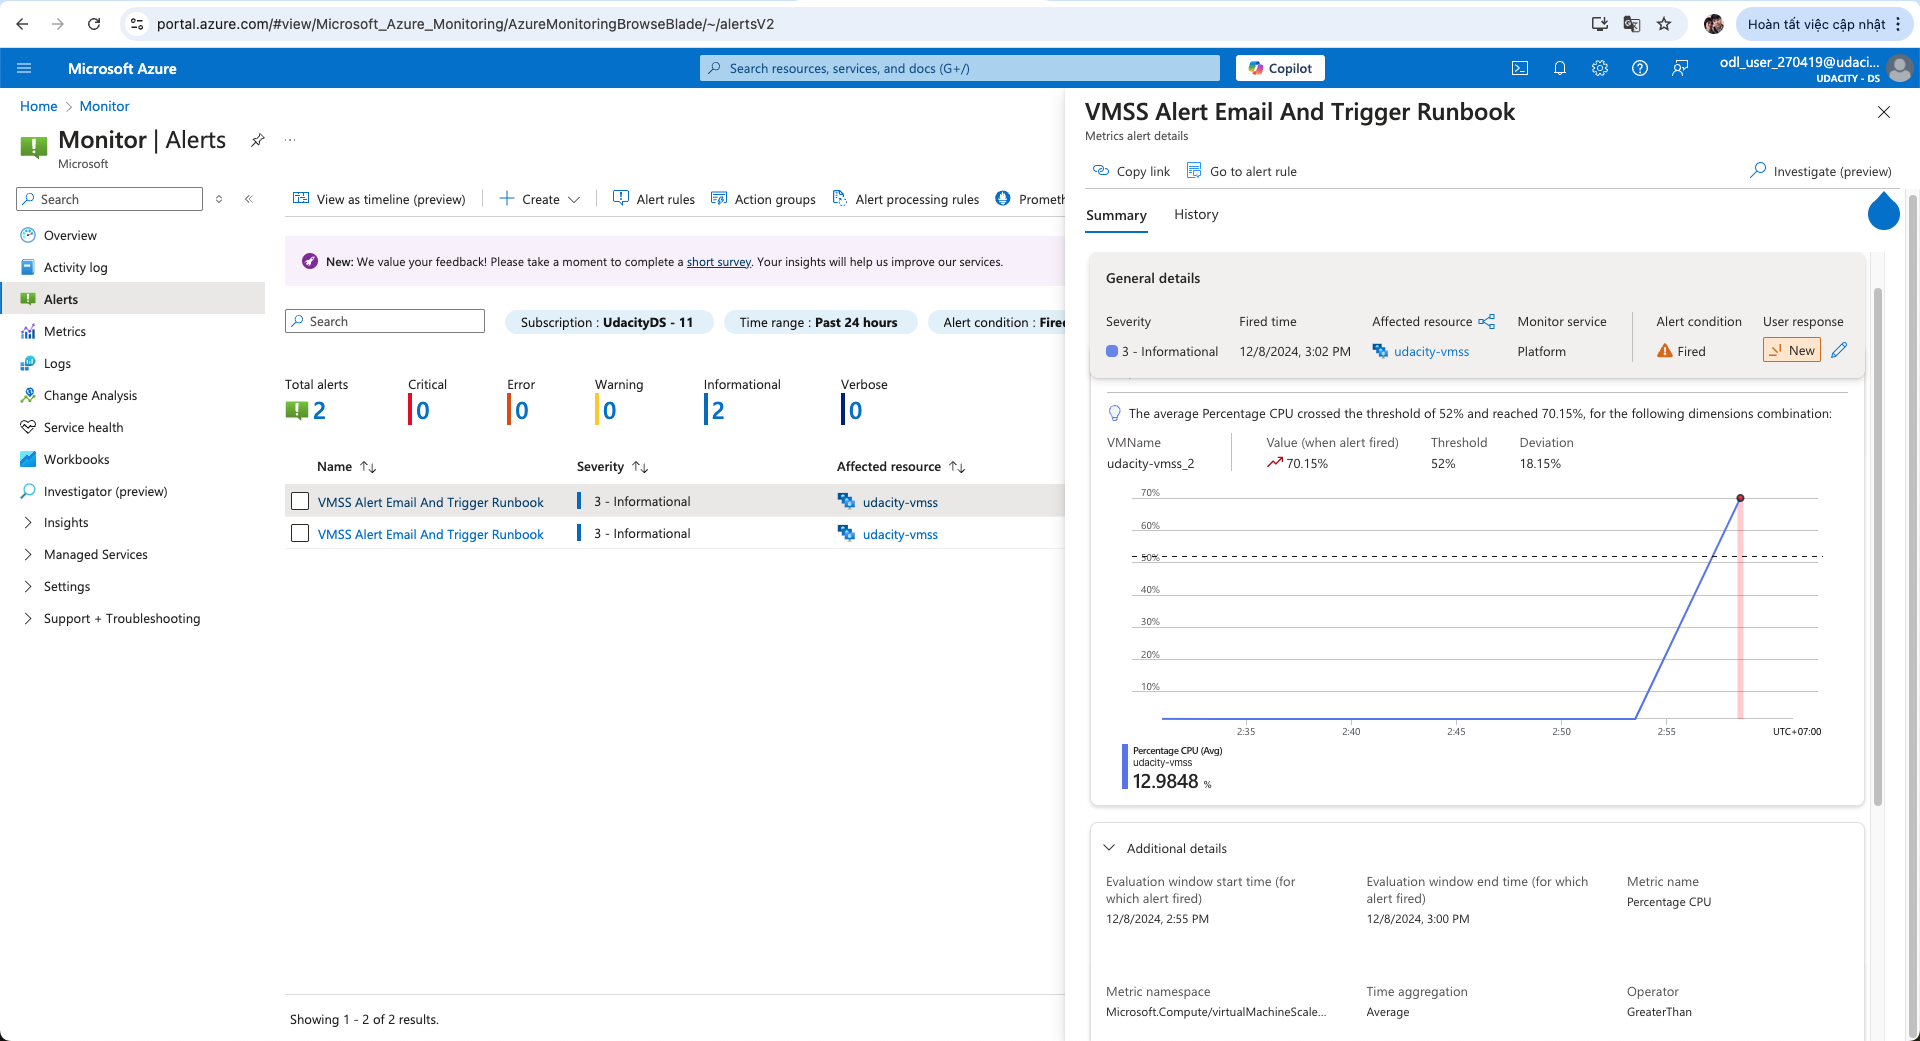 portal.azure.com/#view/Microsoft_Azure_Monitoring/AzureMonitoringBrowseBlade/~/alertsV2
Hoàn tất việc cập nhật
Microsoft Azure
Search resources, services, and docs (G+/)
Copilot
odl_user_270419@udaci...
UDACITY - DS
Home > Monitor
Monitor | Alerts
...
Microsoft
Search
Overview
Activity log
Alerts
Metrics
Logs
Change Analysis
Service health
Workbooks
Investigator (preview)
Insights
Managed Services
Settings
Support + Troubleshooting
View as timeline (preview)
Create
Alert rules
Action groups
Alert processing rules
Prometh
New: We value your feedback! Please take a moment to complete a short survey. Your insights will help us improve our services.
Search
Subscription : UdacityDS - 11
Time range : Past 24 hours
Alert condition : Fired
Total alerts
2
Critical
0
Error
0
Warning
0
Informational
2
Verbose
0
Name ↑↓ Severity ↑↓ Affected resource ↑↓
VMSS Alert Email And Trigger Runbook 3 - Informational udacity-vmss
VMSS Alert Email And Trigger Runbook 3 - Informational udacity-vmss
Showing 1 - 2 of 2 results.
VMSS Alert Email And Trigger Runbook
Metrics alert details
Copy link
Go to alert rule
Investigate (preview)
Summary
History
General details
Severity
3 - Informational
Fired time
12/8/2024, 3:02 PM
Affected resource
udacity-vmss
Monitor service
Platform
Alert condition
Fired
User response
New
The average Percentage CPU crossed the threshold of 52% and reached 70.15%, for the following dimensions combination:
VMName
udacity-vmss_2
Value (when alert fired)
70.15%
Threshold
52%
Deviation
18.15%
70%
60%
50%
40%
30%
20%
10%
2:35 2:40 2:45 2:50 2:55 UTC+07:00
Percentage CPU (Avg)
udacity-vmss
12.9848 %
Additional details
Evaluation window start time (for
which alert fired)
12/8/2024, 2:55 PM
Evaluation window end time (for which
alert fired)
12/8/2024, 3:00 PM
Metric name
Percentage CPU
Metric namespace
Microsoft.Compute/virtualMachineScale...
Time aggregation
Average
Operator
GreaterThan